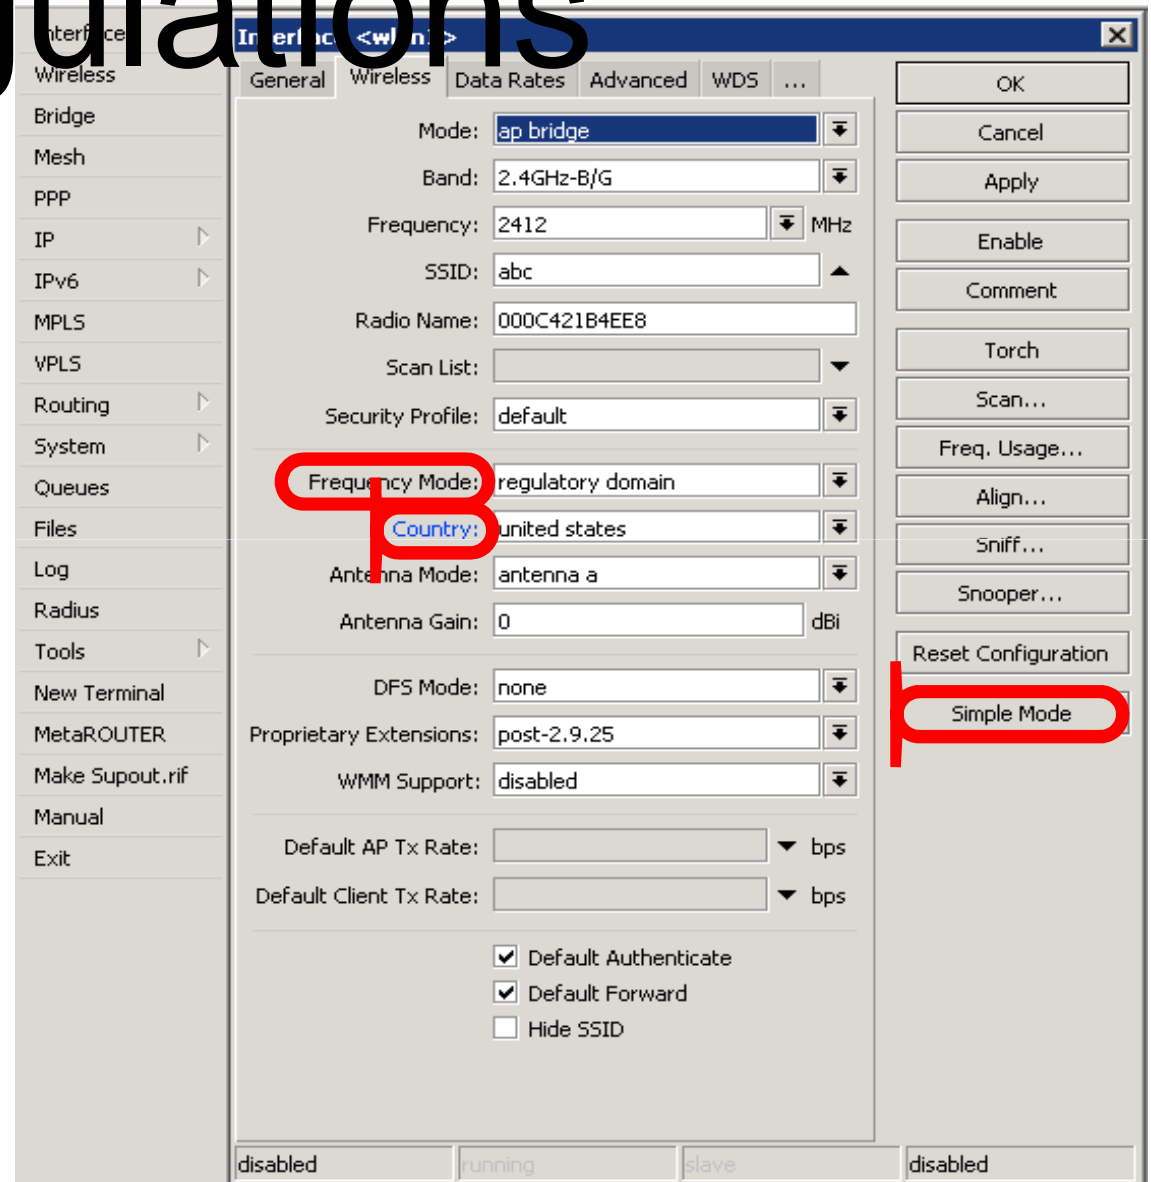 gulations
Interface <wlan1>
Interfaces
Wireless
Bridge
Mesh
PPP
IP
IPv6
MPLS
VPLS
Routing
System
Queues
Files
Log
Radius
Tools
New Terminal
MetaROUTER
Make Supout.rif
Manual
Exit
General Wireless Data Rates Advanced WDS ...
Mode: ap bridge
Band: 2.4GHz-B/G
Frequency: 2412 MHz
SSID: abc
Radio Name: 000C421B4EE8
Scan List:
Security Profile: default
Frequency Mode: regulatory domain
Country: united states
Antenna Mode: antenna a
Antenna Gain: 0 dBi
DFS Mode: none
Proprietary Extensions: post-2.9.25
WMM Support: disabled
Default AP Tx Rate: bps
Default Client Tx Rate: bps
Default Authenticate
Default Forward
Hide SSID
OK
Cancel
Apply
Enable
Comment
Torch
Scan...
Freq. Usage...
Align...
Sniff...
Snooper...
Reset Configuration
Simple Mode
disabled running slave disabled